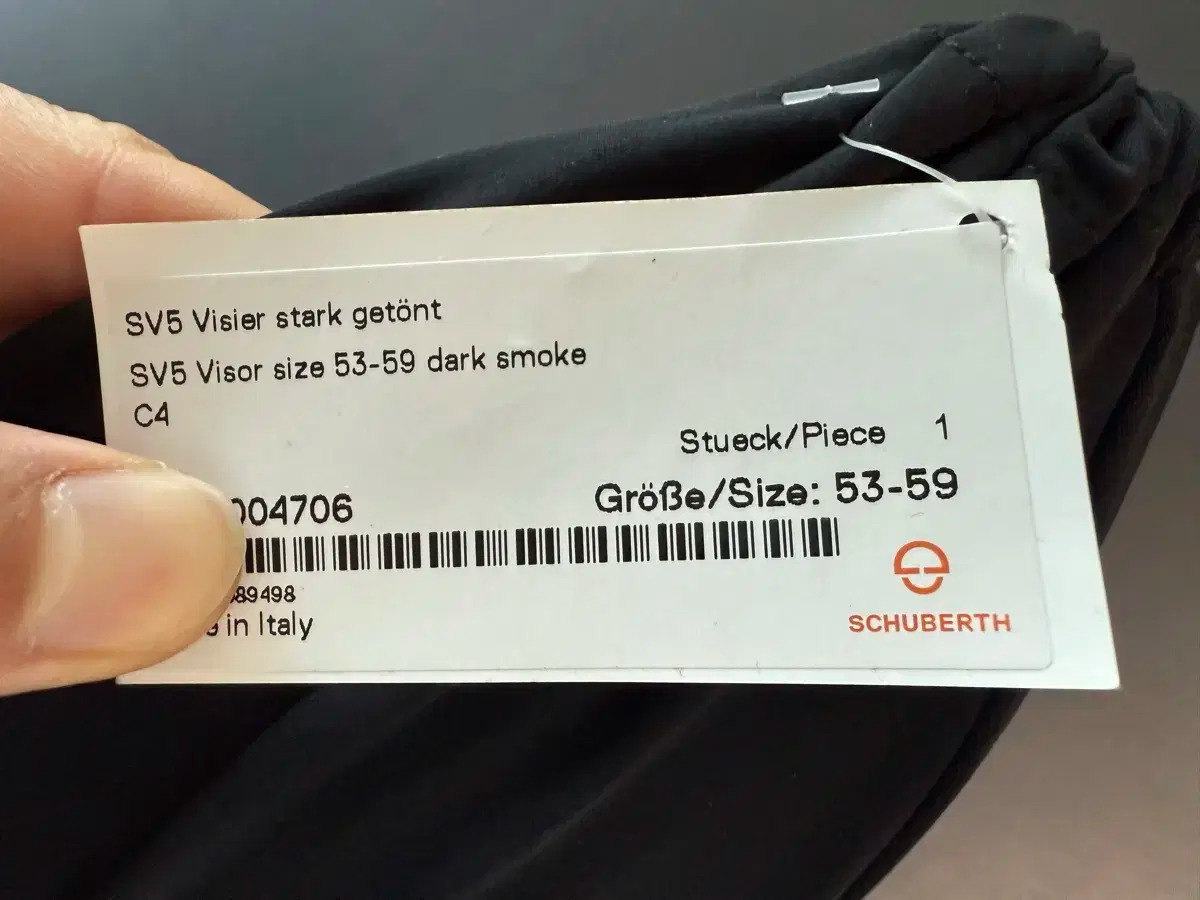 SV5 Visier stark getönt
SV5 Visor size 53-59 dark smoke
C4
Stueck/Piece 1
004706
Größe/Size: 53-59
89498
in Italy
SCHUBERTH